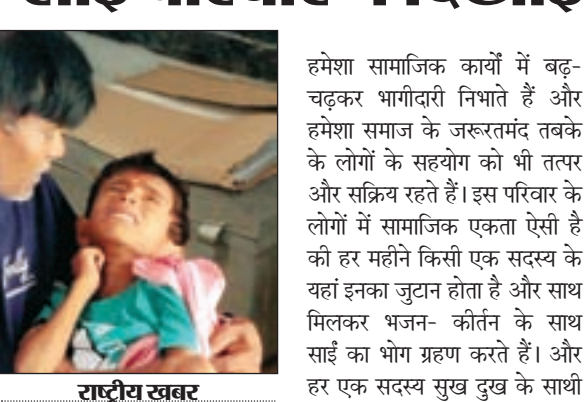 राष्ट्रीय खबर
हमेशा सामाजिक कार्यों में बढ़-
चढ़कर भागीदारी निभाते हैं और
हमेशा समाज के जरूरतमंद तबके
के लोगों के सहयोग को भी तत्पर
और सक्रिय रहते हैं। इस परिवार के
लोगों में सामाजिक एकता ऐसी है
की हर महीने किसी एक सदस्य के
यहां इनका जुटान होता है और साथ
मिलकर भजन- कीर्तन के साथ
साईं का भोग ग्रहण करते हैं। और
हर एक सदस्य सुख दुख के साथी